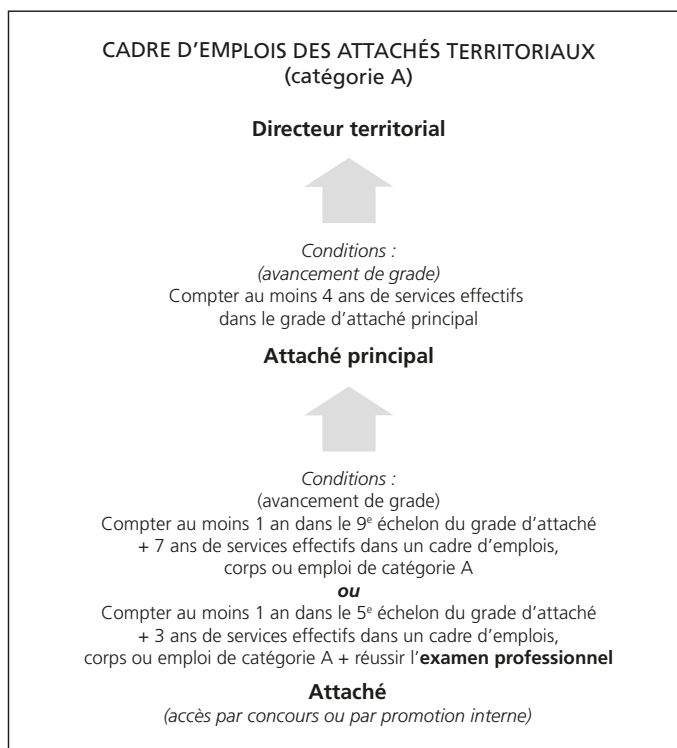 CADRE D'EMPLOIS DES ATTACHÉS TERRITORIAUX
(catégorie A)
Directeur territorial
Conditions :
(avancement de grade)
Compter au moins 4 ans de services effectifs
dans le grade d'attaché principal
Attaché principal
Conditions :
(avancement de grade)
Compter au moins 1 an dans le 9e échelon du grade d'attaché
+ 7 ans de services effectifs dans un cadre d'emplois,
corps ou emploi de catégorie A
ou
Compter au moins 1 an dans le 5e échelon du grade d'attaché
+ 3 ans de services effectifs dans un cadre d'emplois,
corps ou emploi de catégorie A + réussir l'examen professionnel
Attaché
(accès par concours ou par promotion interne)